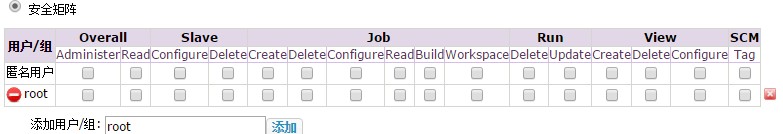 安全矩阵
用户/组 Overall Slave Job Run View SCM
Administer Read Configure Delete Create Delete Configure Read Build Workspace Delete Update Create Delete Configure Tag
匿名用户
root
添加用户/组: root 添加